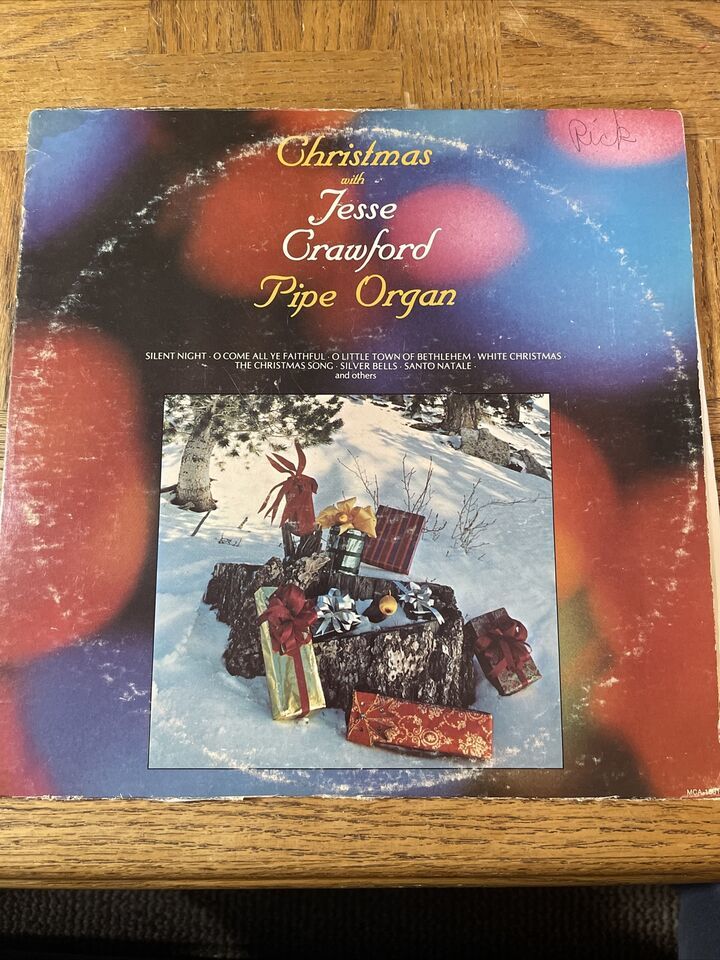 Rick
Christmas
with
Jesse
Crawford
Pipe Organ
SILENT NIGHT · O COME ALL YE FAITHFUL · O LITTLE TOWN OF BETHLEHEM · WHITE CHRISTMAS ·
THE CHRISTMAS SONG · SILVER BELLS · SANTO NATALE ·
and others